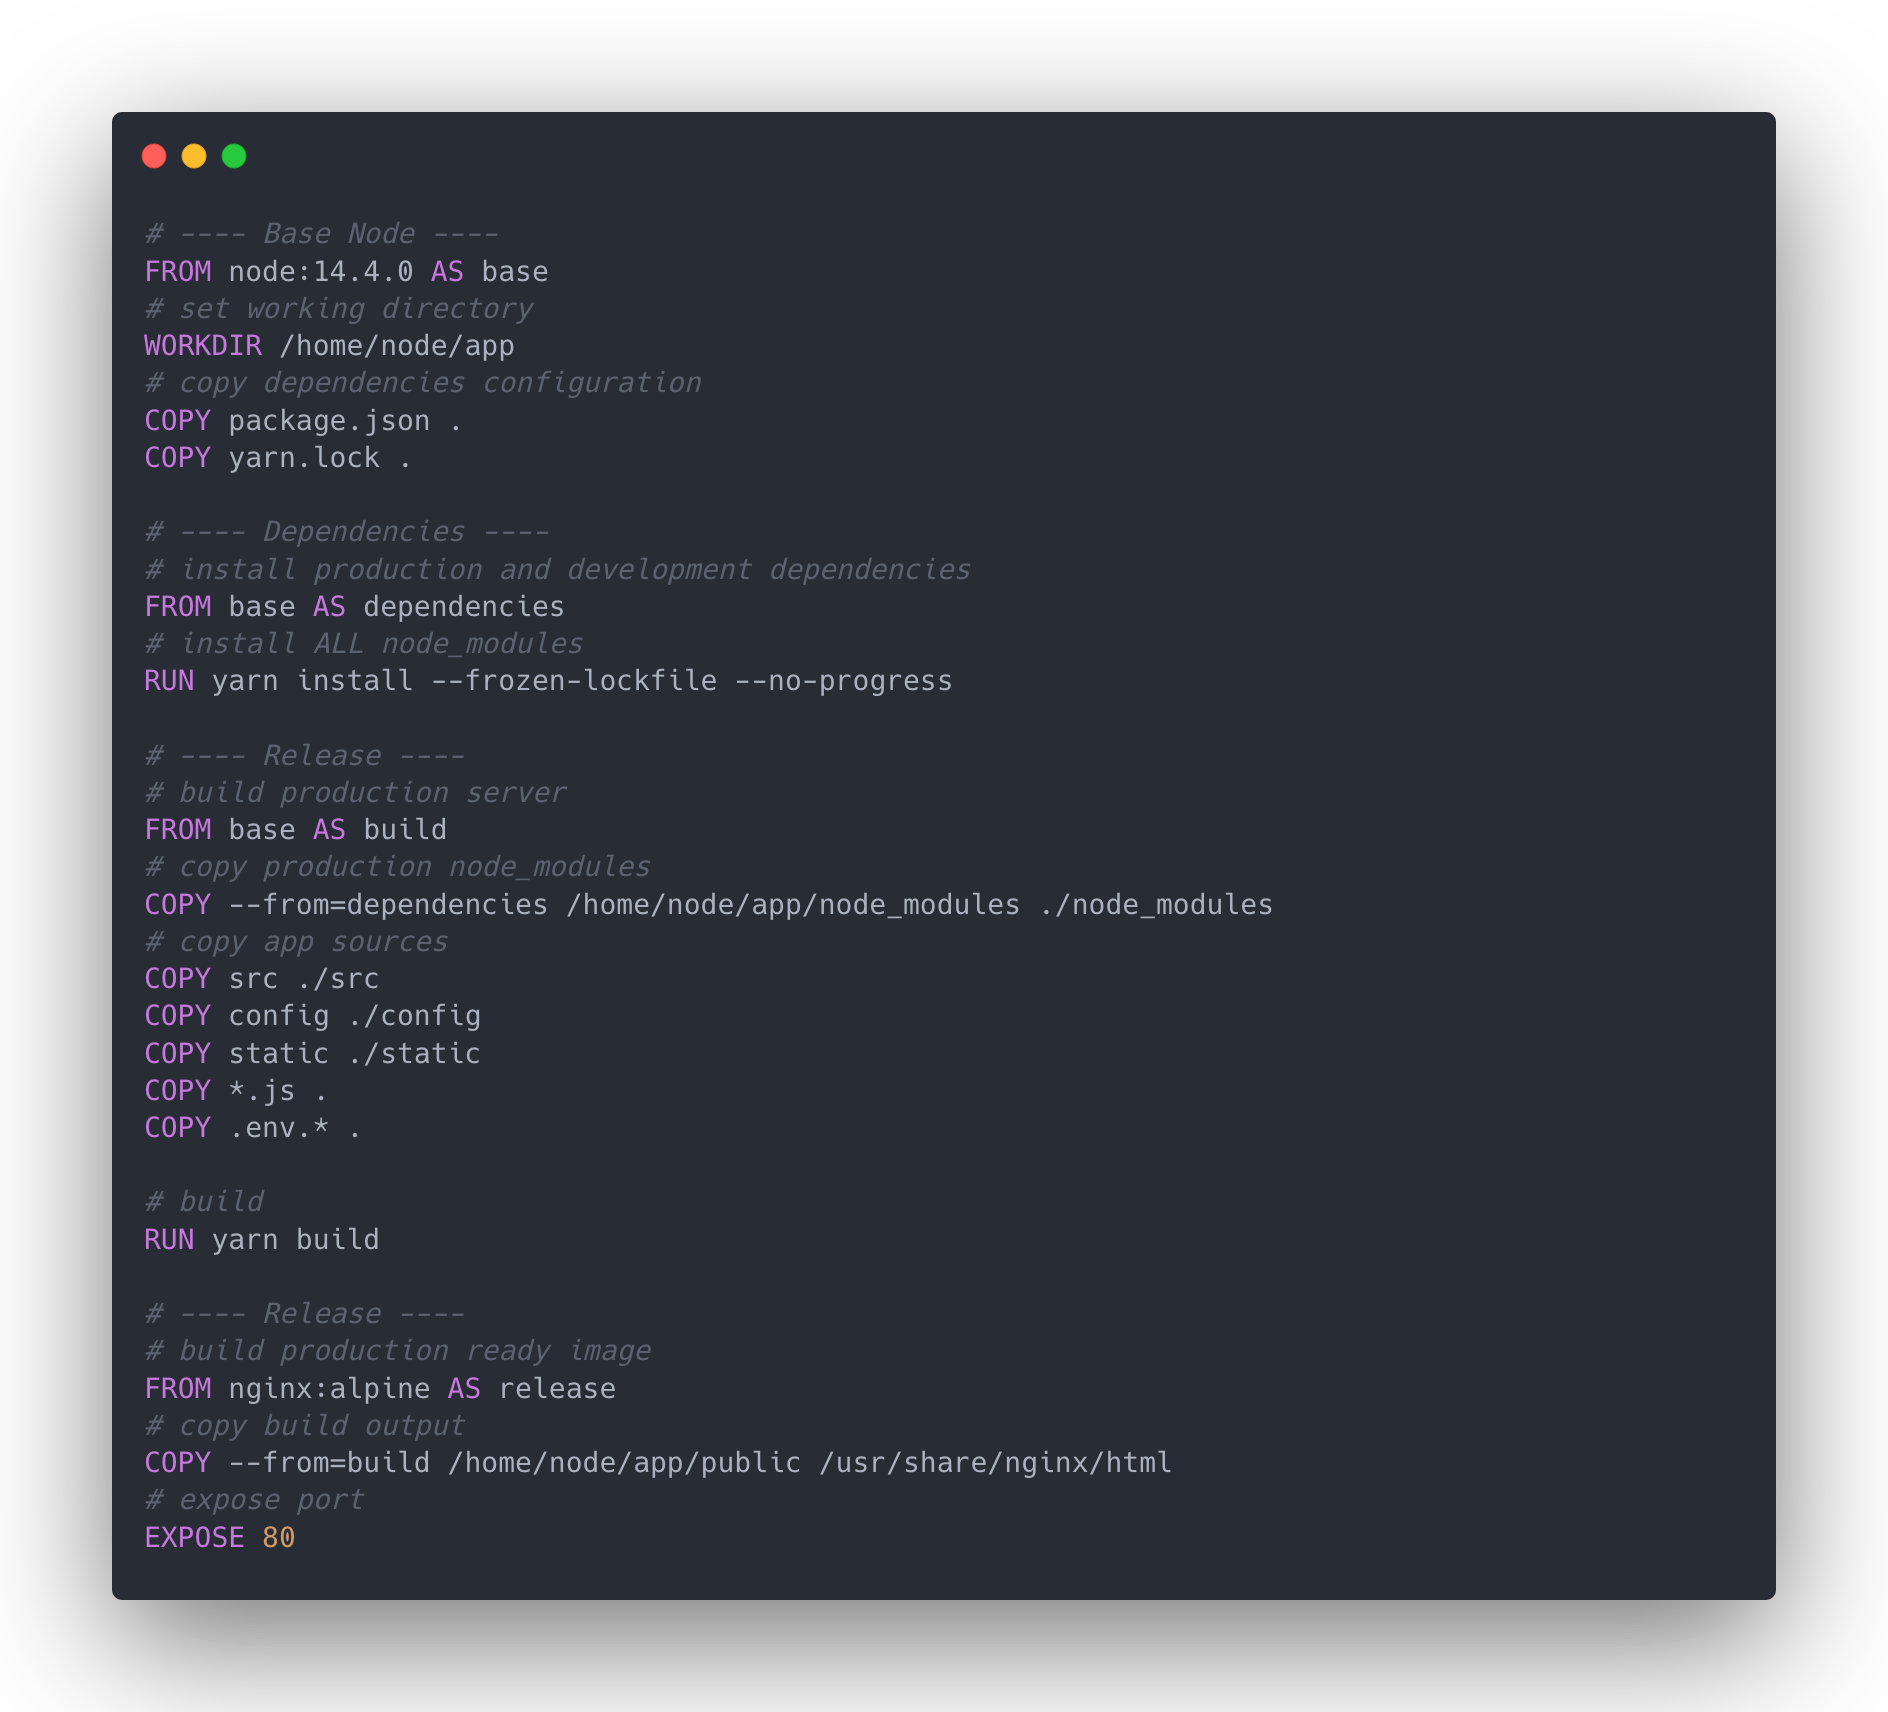 # ---- Base Node ----
FROM node:14.4.0 AS base
# set working directory
WORKDIR /home/node/app
# copy dependencies configuration
COPY package.json .
COPY yarn.lock .

# ---- Dependencies ----
# install production and development dependencies
FROM base AS dependencies
# install ALL node_modules
RUN yarn install --frozen-lockfile --no-progress

# ---- Release ----
# build production server
FROM base AS build
# copy production node_modules
COPY --from=dependencies /home/node/app/node_modules ./node_modules
# copy app sources
COPY src ./src
COPY config ./config
COPY static ./static
COPY *.js .
COPY .env.* .

# build
RUN yarn build

# ---- Release ----
# build production ready image
FROM nginx:alpine AS release
# copy build output
COPY --from=build /home/node/app/public /usr/share/nginx/html
# expose port
EXPOSE 80